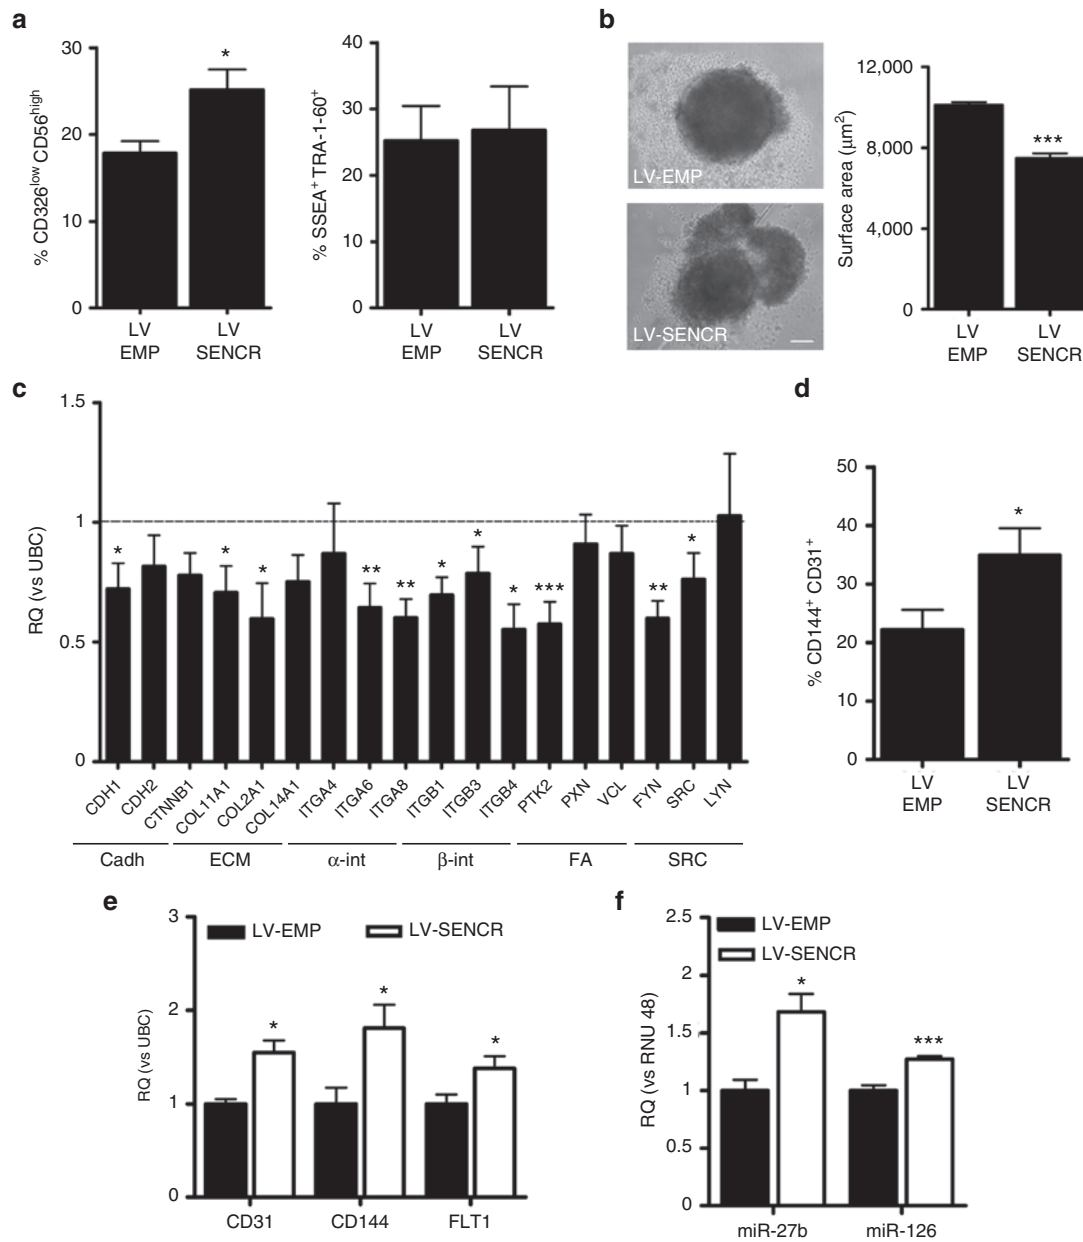 a
30
20
10
0
% CD326low CD56high
*
LV
EMP
LV
SENCR
40
30
20
10
0
% SSEA+ TRA-1-60+
LV
EMP
LV
SENCR
b
LV-EMP
LV-SENCR
12,000
8,000
4,000
0
Surface area (μm2)
***
LV
EMP
LV
SENCR
c
1.5
1
0.5
0
RQ (vs UBC)
* * * ** ** * * * *** ** *
CDH1
CDH2
CTNNB1
COL11A1
COL2A1
COL14A1
ITGA4
ITGA6
ITGA8
ITGB1
ITGB3
ITGB4
PTK2
PXN
VCL
FYN
SRC
LYN
Cadh
ECM
α-int
β-int
FA
SRC
d
50
40
30
20
10
0
% CD144+ CD31+
*
LV
EMP
LV
SENCR
e
3
2
1
0
RQ (vs UBC)
LV-EMP
LV-SENCR
* * *
CD31
CD144
FLT1
f
2.5
2
1.5
1
0.5
0
RQ (vs RNU 48)
LV-EMP
LV-SENCR
* ***
miR-27b
miR-126